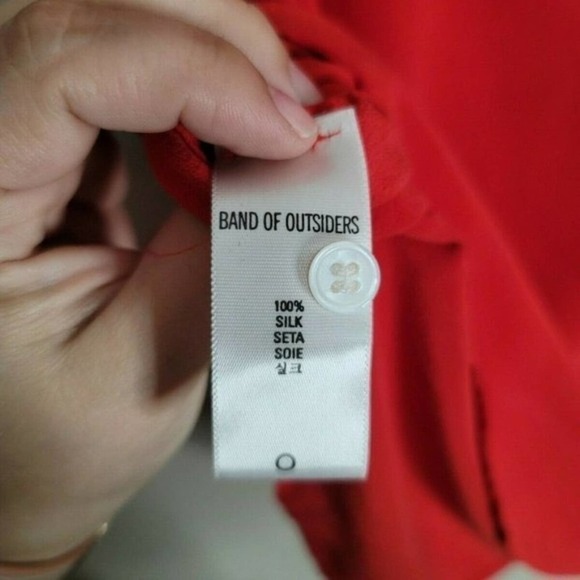 BAND OF OUTSIDERS
100%
SILK
SETA
SOIE
실크
O